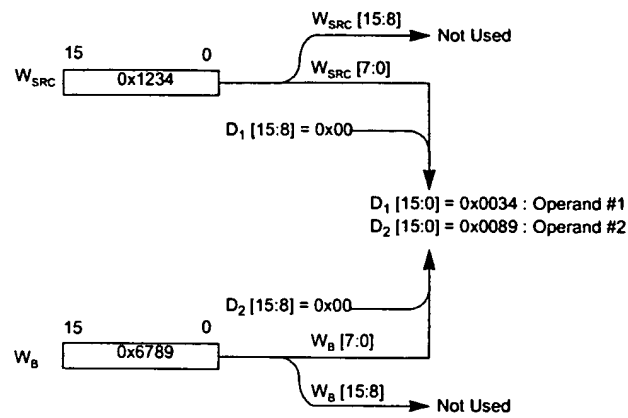 W_SRC [15:8]
Not Used
15 0
W_SRC 0x1234
W_SRC [7:0]
D_1 [15:8] = 0x00
D_1 [15:0] = 0x0034 : Operand #1
D_2 [15:0] = 0x0089 : Operand #2
D_2 [15:8] = 0x00
15 0
W_B 0x6789
W_B [7:0]
W_B [15:8]
Not Used